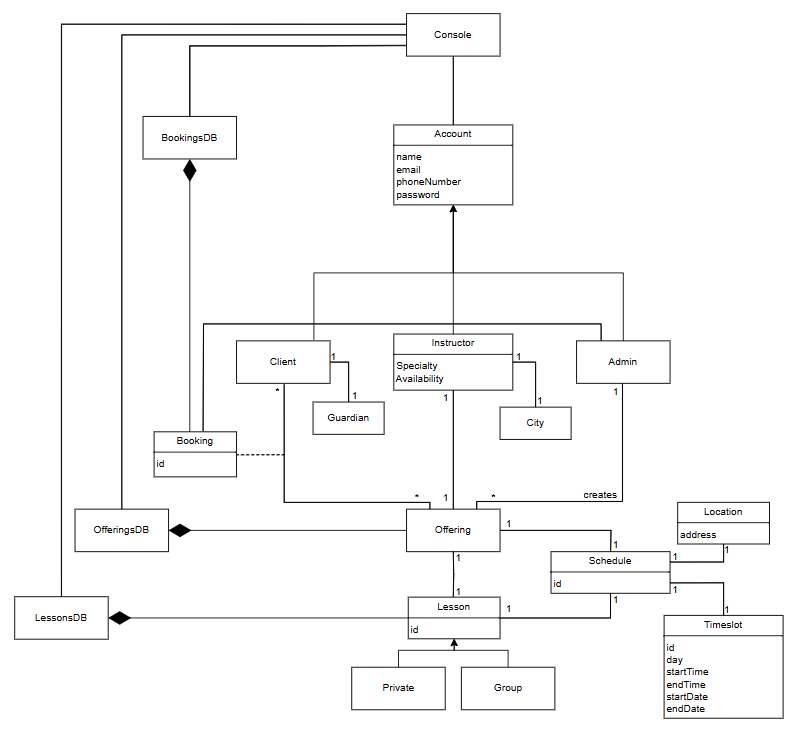 Console
BookingsDB
Account
name
email
phoneNumber
password
Client
1
Instructor
Specialty
Availability
1
Admin
*
1
1
1
1
Guardian
City
Booking
id
*
1
*
creates
OfferingsDB
Offering
1
Location
address
1
1
1
1
Schedule
id
1
1
1
1
LessonsDB
Lesson
id
1
Timeslot
id
day
startTime
endTime
startDate
endDate
Private
Group